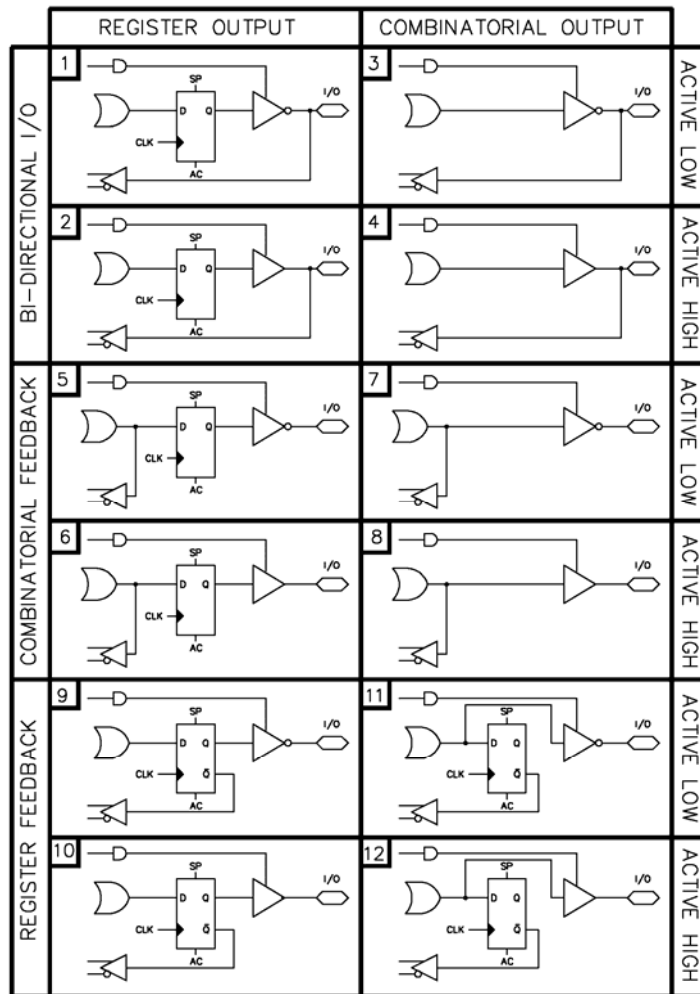 REGISTER OUTPUT
COMBINATORIAL OUTPUT
BI-DIRECTIONAL I/O
1
SP
D Q
CLK
AC
I/O
3
I/O
ACTIVE LOW
2
SP
D Q
CLK
AC
I/O
4
I/O
ACTIVE HIGH
COMBINATORIAL FEEDBACK
5
SP
D Q
CLK
AC
I/O
7
I/O
ACTIVE LOW
6
SP
D Q
CLK
AC
I/O
8
I/O
ACTIVE HIGH
REGISTER FEEDBACK
9
SP
D Q
CLK
Q̅
AC
I/O
11
SP
D Q
CLK
Q̅
AC
I/O
ACTIVE LOW
10
SP
D Q
CLK
Q̅
AC
I/O
12
SP
D Q
CLK
Q̅
AC
I/O
ACTIVE HIGH